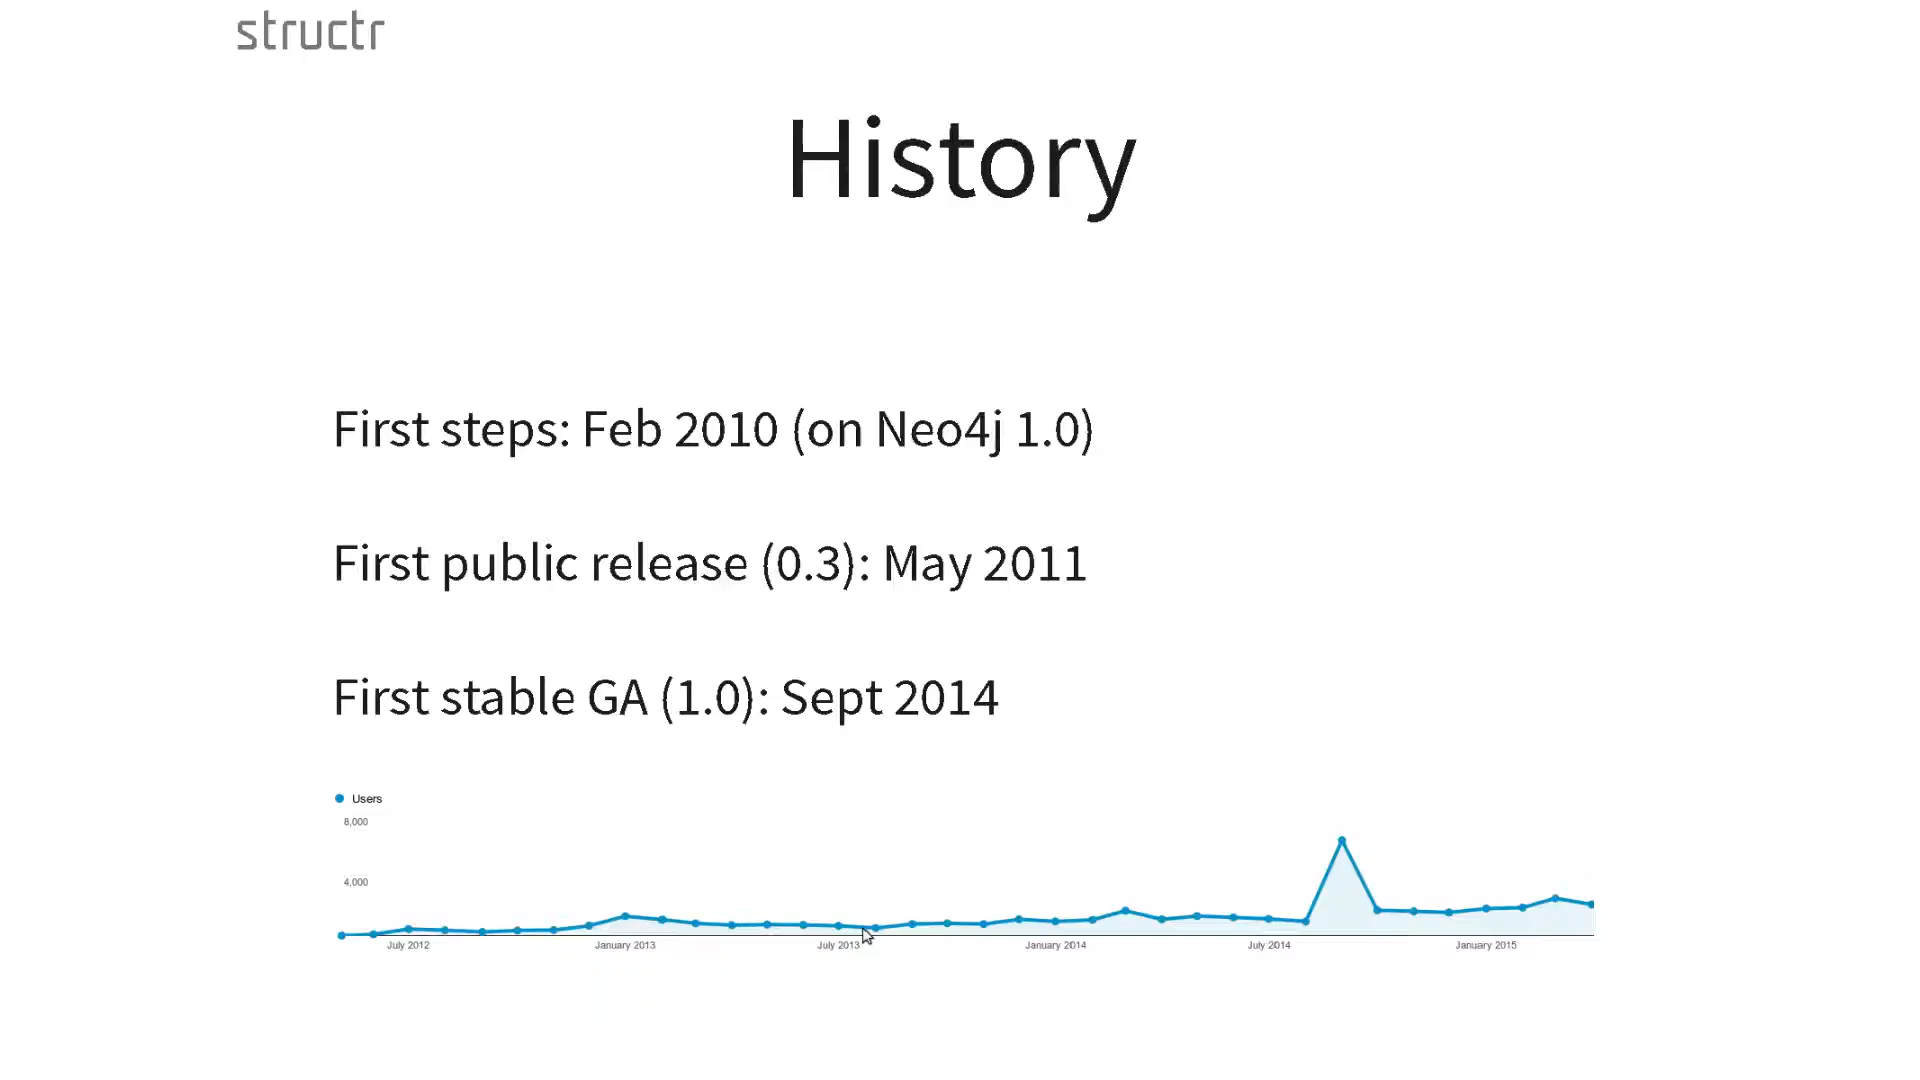 structr
History
First steps: Feb 2010 (on Neo4j 1.0)
First public release (0.3): May 2011
First stable GA (1.0): Sept 2014
Users
8,000
4,000
July 2012 January 2013 July 2013 January 2014 July 2014 January 2015